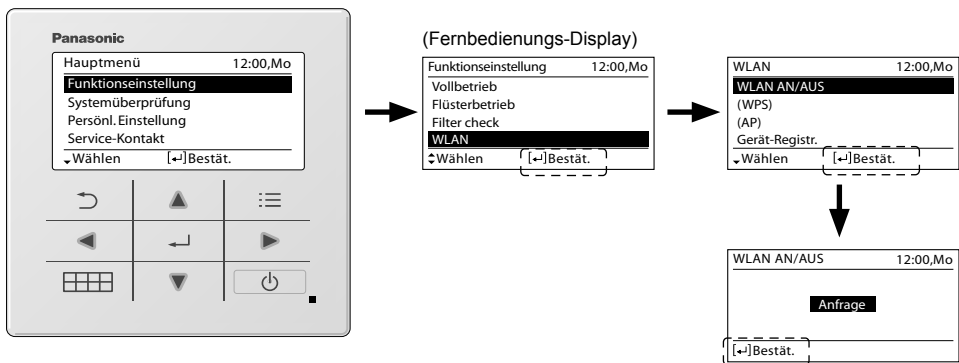 Panasonic
Hauptmenü 12:00,Mo
Funktionseinstellung
Systemüberprüfung
Persönl. Einstellung
Service-Kontakt
Wählen [↵]Bestät.
(Fernbedienungs-Display)
Funktionseinstellung 12:00,Mo
Vollbetrieb
Flüsterbetrieb
Filter check
WLAN
Wählen [↵]Bestät.
WLAN 12:00,Mo
WLAN AN/AUS
(WPS)
(AP)
Gerät-Registr.
Wählen [↵]Bestät.
WLAN AN/AUS 12:00,Mo
Anfrage
[↵]Bestät.